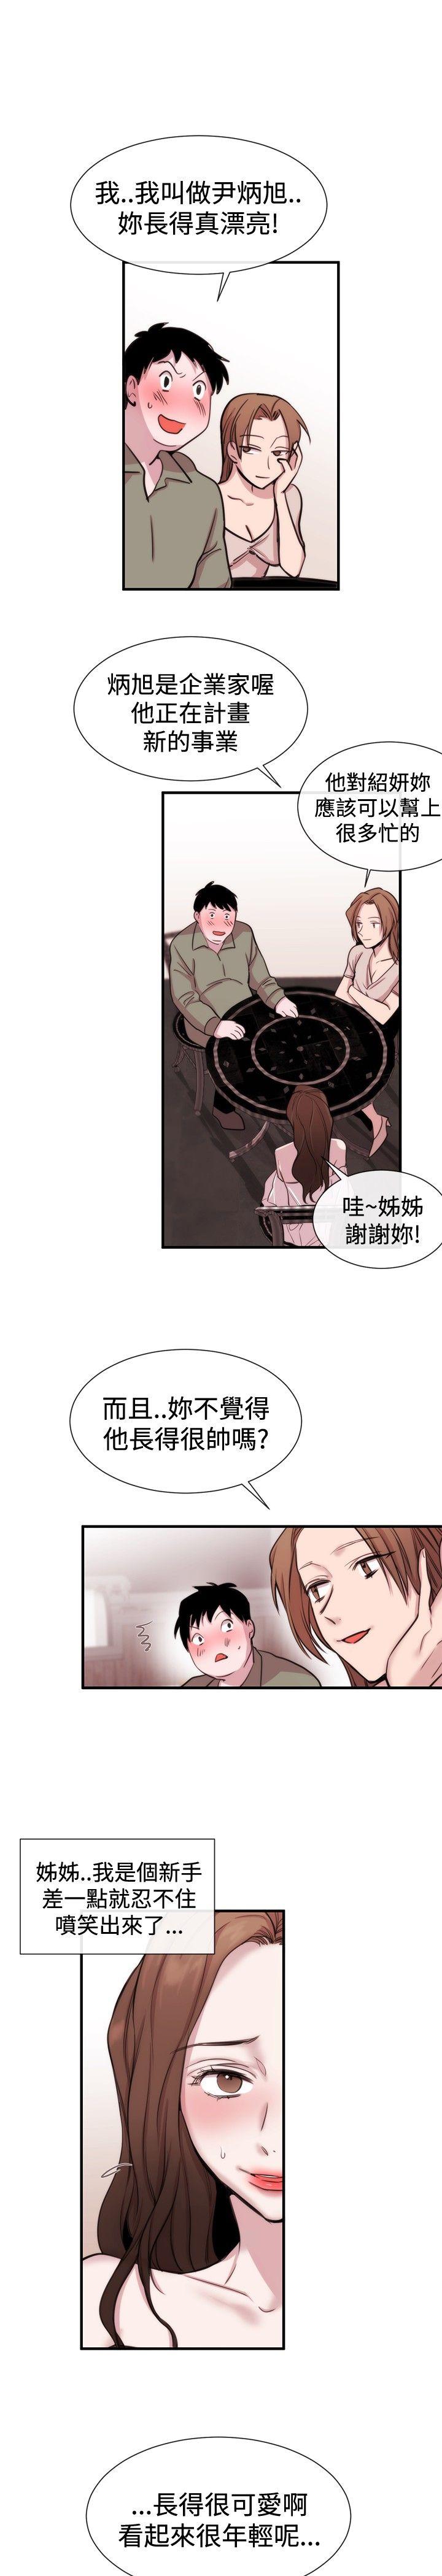 我..我叫做尹炳旭..
妳長得真漂亮!
炳旭是企業家喔
他正在計畫
新的事業
他對紹妍妳
應該可以幫上
很多忙的
哇~姊姊
謝謝妳!
而且..妳不覺得
他長得很帥嗎?
姊姊..我是個新手
差一點就忍不住
噴笑出來了...
...長得很可愛啊
看起來很年輕呢...